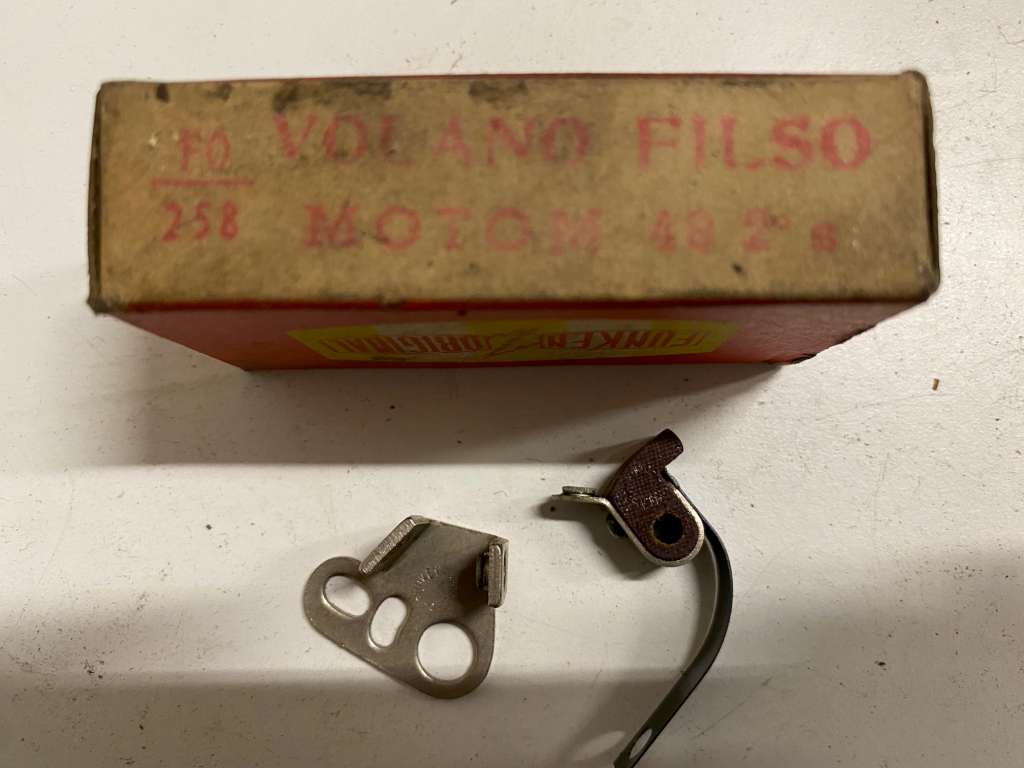 FO VOLANO FILSO
258 MOTOM 48 2° s
FUNKEN ORIGINAL